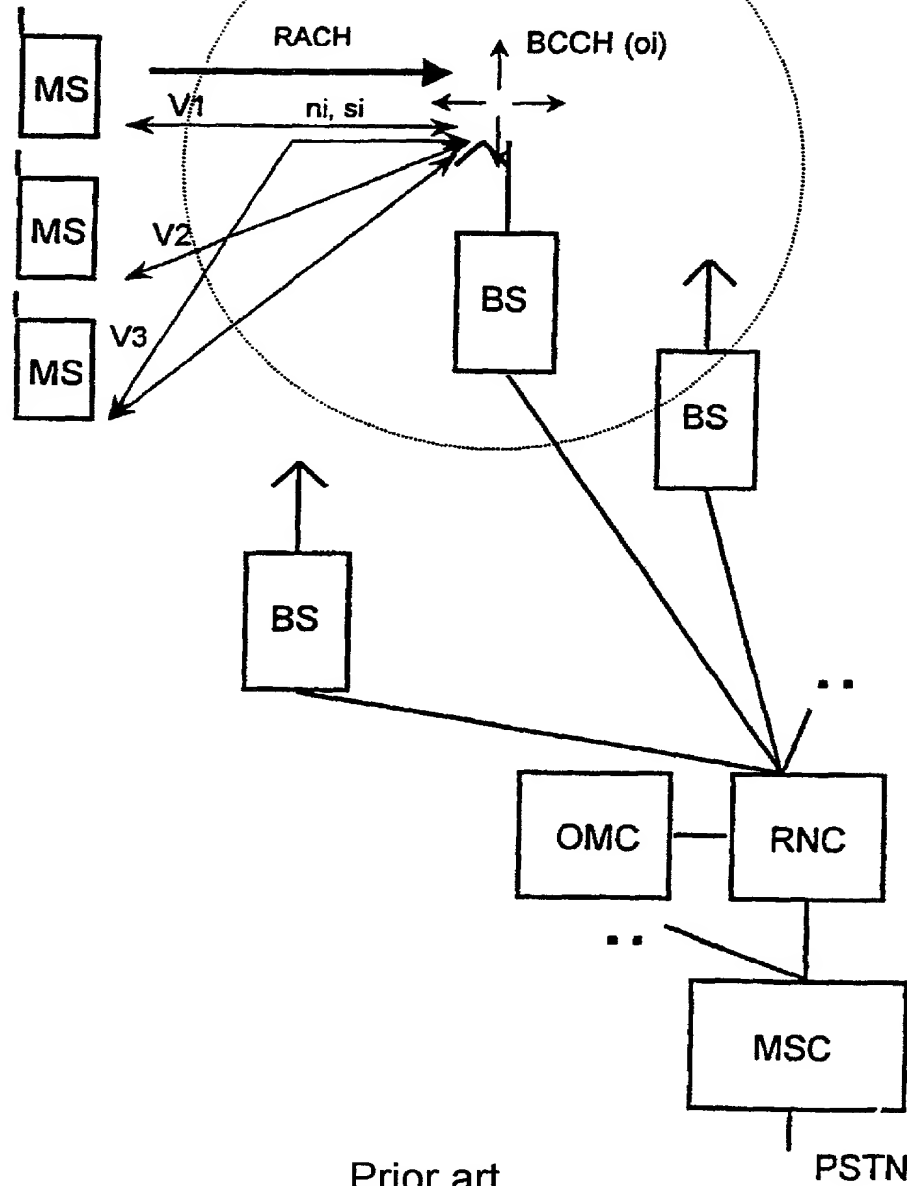 RACH
BCCH (oi)
MS
V1
ni, si
MS
V2
BS
V3
MS
BS
BS
..
OMC
RNC
..
MSC
PSTN
Prior art